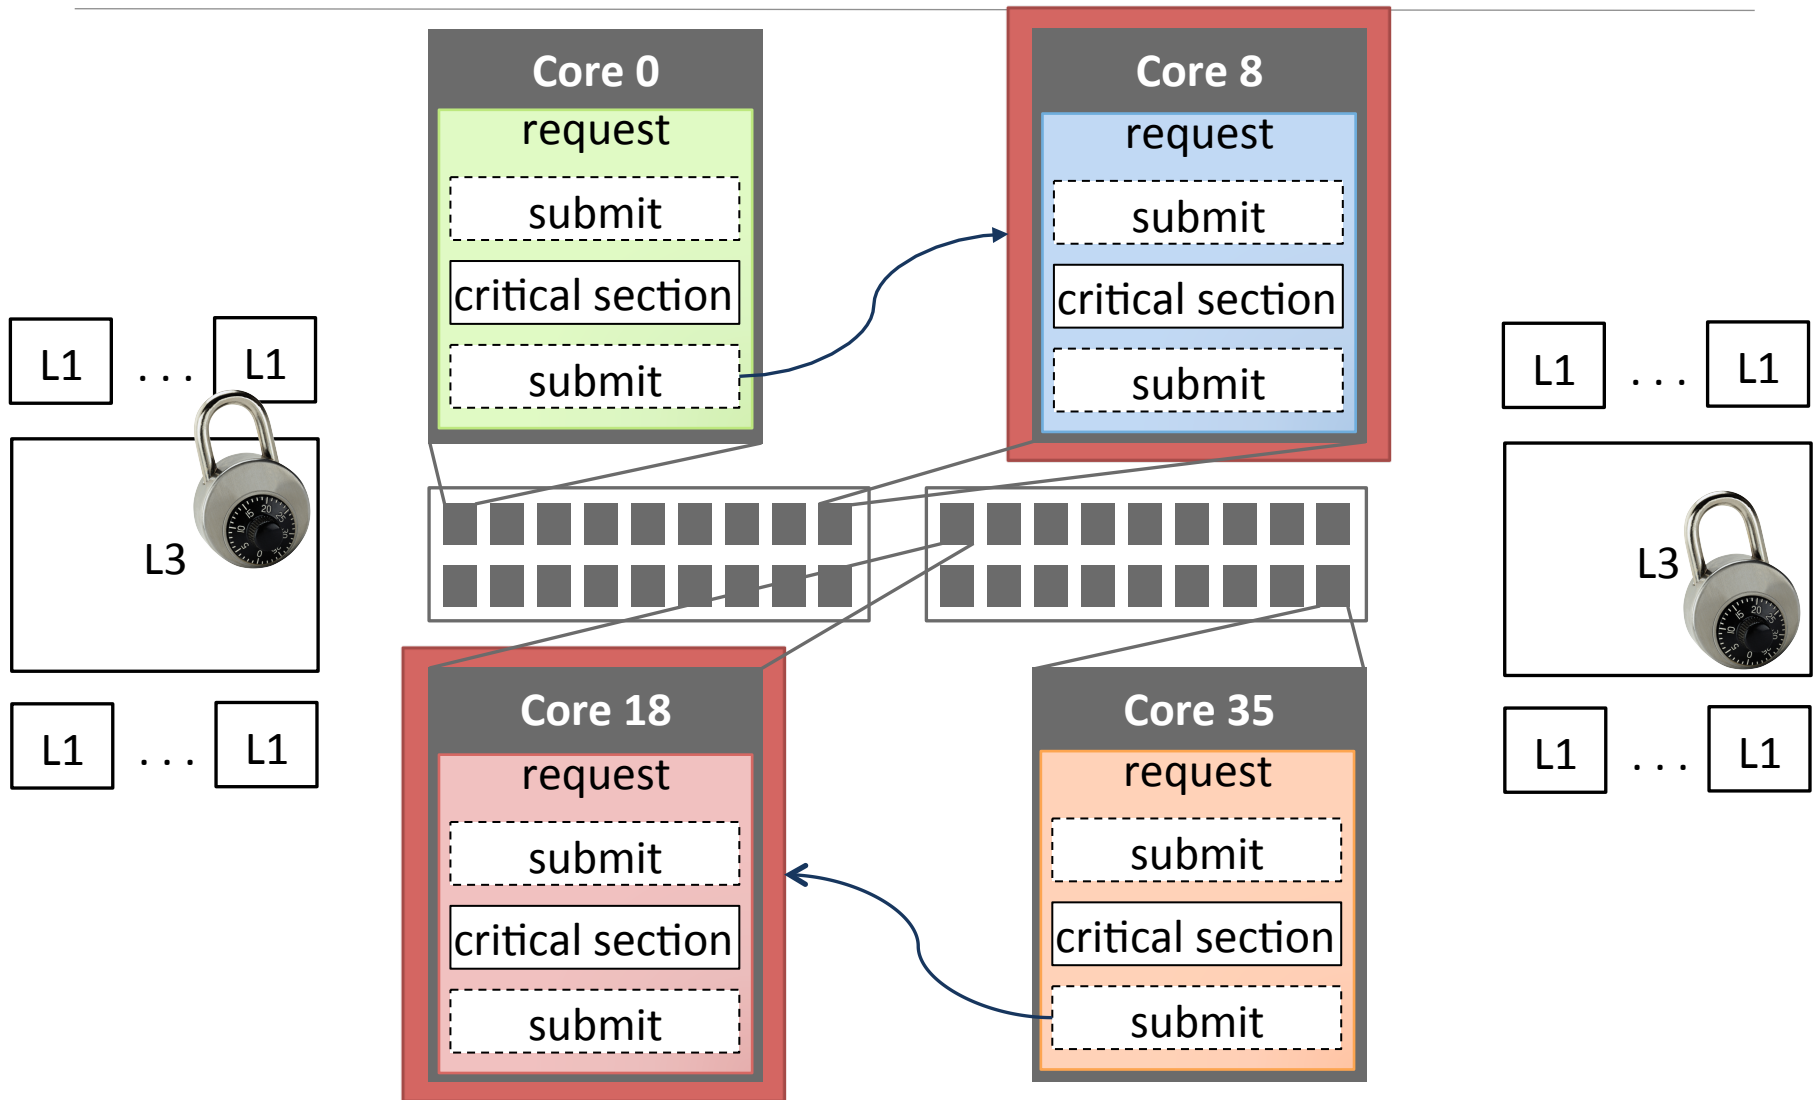 Core 0
request
submit
critical section
submit
Core 8
request
submit
critical section
submit
L1 . . . L1
L3
L1 . . . L1
L1 . . . L1
L3
L1 . . . L1
Core 18
request
submit
critical section
submit
Core 35
request
submit
critical section
submit